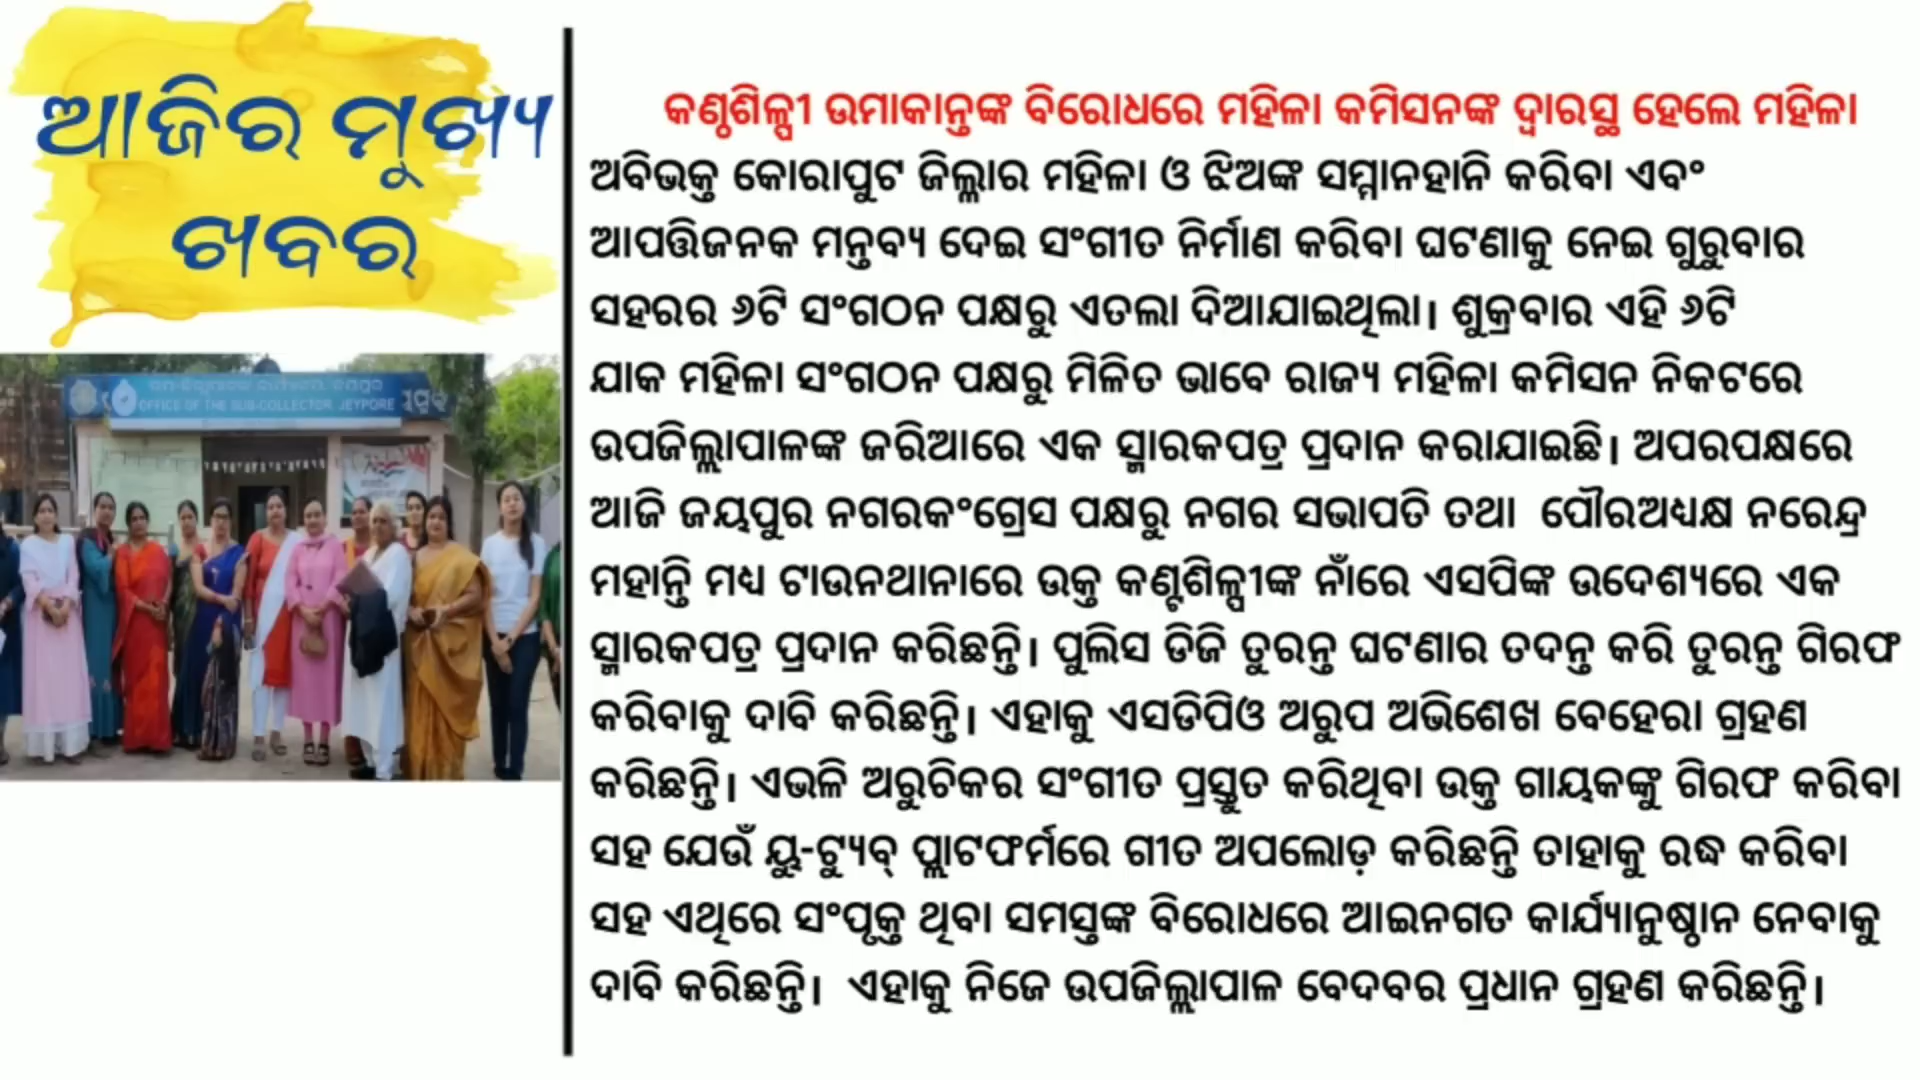 ଆଜିର ମୁଖ୍ୟ
ଖବର
ଉପ-ଜିଲ୍ଲାପାଳଙ୍କ କାର୍ଯ୍ୟାଳୟ, ଜୟପୁର
OFFICE OF THE SUB-COLLECTOR, JEYPORE
କଣ୍ଠଶିଳ୍ପୀ ଉମାକାନ୍ତଙ୍କ ବିରୋଧରେ ମହିଳା କମିସନଙ୍କ ଦ୍ୱାରସ୍ଥ ହେଲେ ମହିଳା
ଅବିଭକ୍ତ କୋରାପୁଟ ଜିଲ୍ଲାର ମହିଳା ଓ ଝିଅଙ୍କ ସମ୍ମାନହାନି କରିବା ଏବଂ
ଆପତ୍ତିଜନକ ମନ୍ତବ୍ୟ ଦେଇ ସଂଗୀତ ନିର୍ମାଣ କରିବା ଘଟଣାକୁ ନେଇ ଗୁରୁବାର
ସହରର ୬ଟି ସଂଗଠନ ପକ୍ଷରୁ ଏତଲା ଦିଆଯାଇଥିଲା। ଶୁକ୍ରବାର ଏହି ୬ଟି
ଯାକ ମହିଳା ସଂଗଠନ ପକ୍ଷରୁ ମିଳିତ ଭାବେ ରାଜ୍ୟ ମହିଳା କମିସନ ନିକଟରେ
ଉପଜିଲ୍ଲାପାଳଙ୍କ ଜରିଆରେ ଏକ ସ୍ମାରକପତ୍ର ପ୍ରଦାନ କରାଯାଇଛି। ଅପରପକ୍ଷରେ
ଆଜି ଜୟପୁର ନଗରକଂଗ୍ରେସ ପକ୍ଷରୁ ନଗର ସଭାପତି ତଥା ପୌରଅଧ୍ୟକ୍ଷ ନରେନ୍ଦ୍ର
ମହାନ୍ତି ମଧ୍ୟ ଟାଉନଥାନାରେ ଉକ୍ତ କଣ୍ଟଶିଳ୍ପୀଙ୍କ ନାଁରେ ଏସପିଙ୍କ ଉଦେଶ୍ୟରେ ଏକ
ସ୍ମାରକପତ୍ର ପ୍ରଦାନ କରିଛନ୍ତି। ପୁଲିସ ଡିଜି ତୁରନ୍ତ ଘଟଣାର ତଦନ୍ତ କରି ତୁରନ୍ତ ଗିରଫ
କରିବାକୁ ଦାବି କରିଛନ୍ତି। ଏହାକୁ ଏସଡିପିଓ ଅରୁପ ଅଭିଶେଖ ବେହେରା ଗ୍ରହଣ
କରିଛନ୍ତି। ଏଭଳି ଅରୁଚିକର ସଂଗୀତ ପ୍ରସ୍ତୁତ କରିଥିବା ଉକ୍ତ ଗାୟକଙ୍କୁ ଗିରଫ କରିବା
ସହ ଯେଉଁ ୟୁ-ଟ୍ୟୁବ୍ ପ୍ଲାଟଫର୍ମରେ ଗୀତ ଅପଲୋଡ଼ କରିଛନ୍ତି ତାହାକୁ ରଦ୍ଧ କରିବା
ସହ ଏଥିରେ ସଂପୃକ୍ତ ଥିବା ସମସ୍ତଙ୍କ ବିରୋଧରେ ଆଇନଗତ କାର୍ଯ୍ୟାନୁଷ୍ଠାନ ନେବାକୁ
ଦାବି କରିଛନ୍ତି। ଏହାକୁ ନିଜେ ଉପଜିଲ୍ଲାପାଳ ବେଦବର ପ୍ରଧାନ ଗ୍ରହଣ କରିଛନ୍ତି।